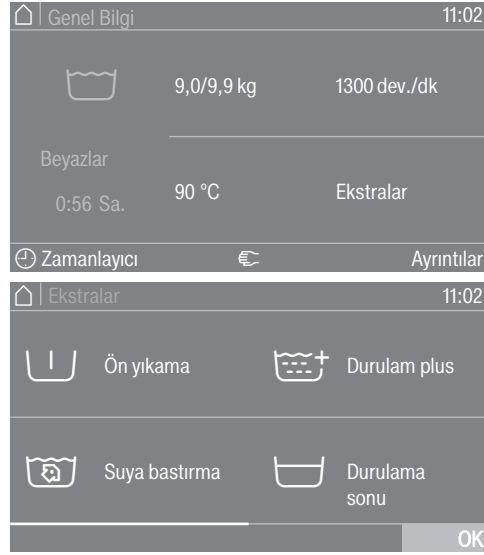 Genel Bilgi 11:02
9,0/9,9 kg 1300 dev./dk
Beyazlar
0:56 Sa.
90 °C Ekstralar
Zamanlayıcı Ayrıntılar
Ekstralar 11:02
Ön yıkama Durulam plus
Suya bastırma Durulama
sonu
OK